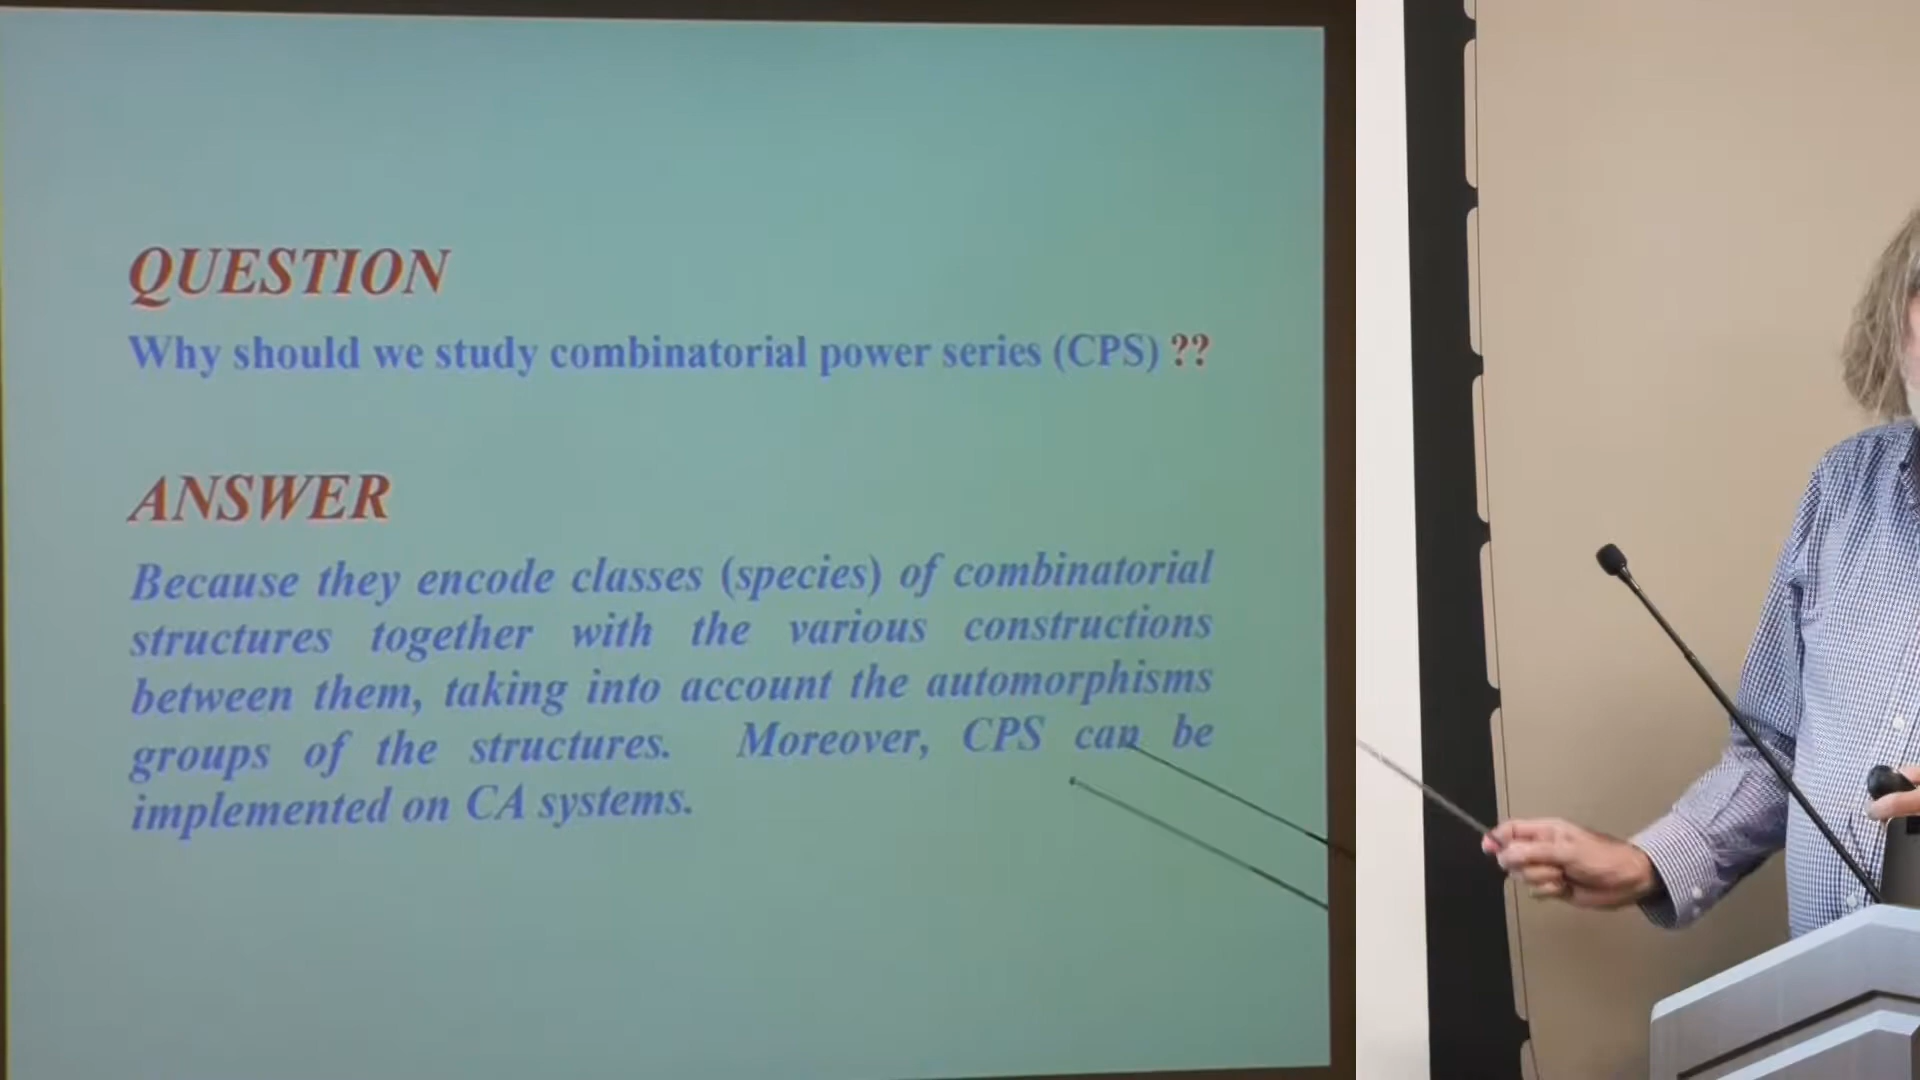 QUESTION
Why should we study combinatorial power series (CPS) ??
ANSWER
Because they encode classes (species) of combinatorial
structures together with the various constructions
between them, taking into account the automorphisms
groups of the structures. Moreover, CPS can be
implemented on CA systems.